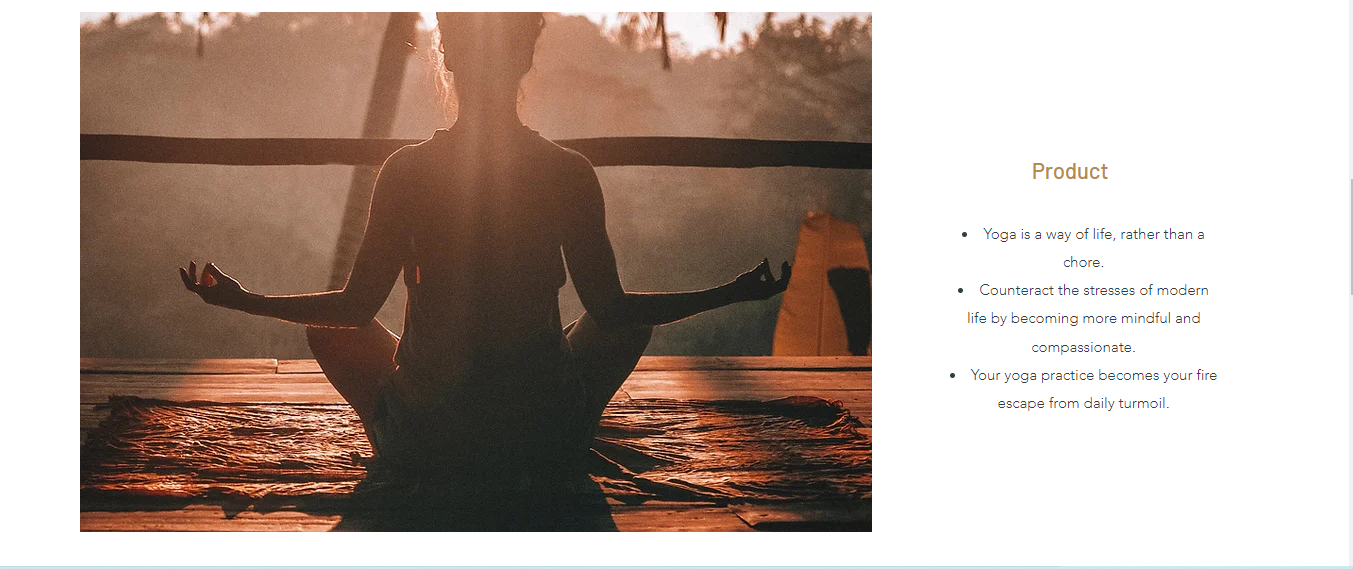 Product
• Yoga is a way of life, rather than a
chore.
• Counteract the stresses of modern
life by becoming more mindful and
compassionate.
• Your yoga practice becomes your fire
escape from daily turmoil.